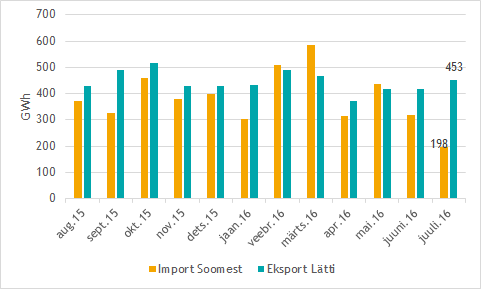 700
600
500
400
300
200
100
0
GWh
453
198
aug.15
sept.15
okt.15
nov.15
dets.15
jaan.16
veebr.16
märts.16
apr.16
mai.16
juuni.16
juuli.16
Import Soomest
Eksport Lätti